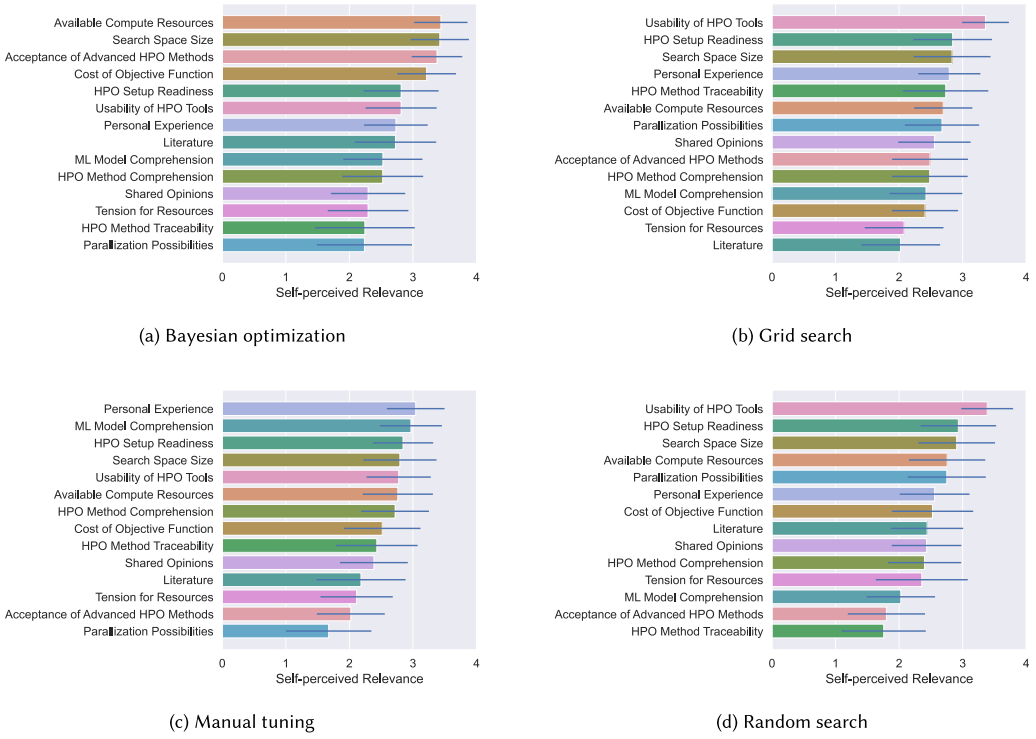 Available Compute Resources
Search Space Size
Acceptance of Advanced HPO Methods
Cost of Objective Function
HPO Setup Readiness
Usability of HPO Tools
Personal Experience
Literature
ML Model Comprehension
HPO Method Comprehension
Shared Opinions
Tension for Resources
HPO Method Traceability
Parallization Possibilities
0 1 2 3 4
Self-perceived Relevance
(a) Bayesian optimization
Usability of HPO Tools
HPO Setup Readiness
Search Space Size
Personal Experience
HPO Method Traceability
Available Compute Resources
Parallization Possibilities
Shared Opinions
Acceptance of Advanced HPO Methods
HPO Method Comprehension
ML Model Comprehension
Cost of Objective Function
Tension for Resources
Literature
0 1 2 3 4
Self-perceived Relevance
(b) Grid search
Personal Experience
ML Model Comprehension
HPO Setup Readiness
Search Space Size
Usability of HPO Tools
Available Compute Resources
HPO Method Comprehension
Cost of Objective Function
HPO Method Traceability
Shared Opinions
Literature
Tension for Resources
Acceptance of Advanced HPO Methods
Parallization Possibilities
0 1 2 3 4
Self-perceived Relevance
(c) Manual tuning
Usability of HPO Tools
HPO Setup Readiness
Search Space Size
Available Compute Resources
Parallization Possibilities
Personal Experience
Cost of Objective Function
Literature
Shared Opinions
HPO Method Comprehension
Tension for Resources
ML Model Comprehension
Acceptance of Advanced HPO Methods
HPO Method Traceability
0 1 2 3 4
Self-perceived Relevance
(d) Random search